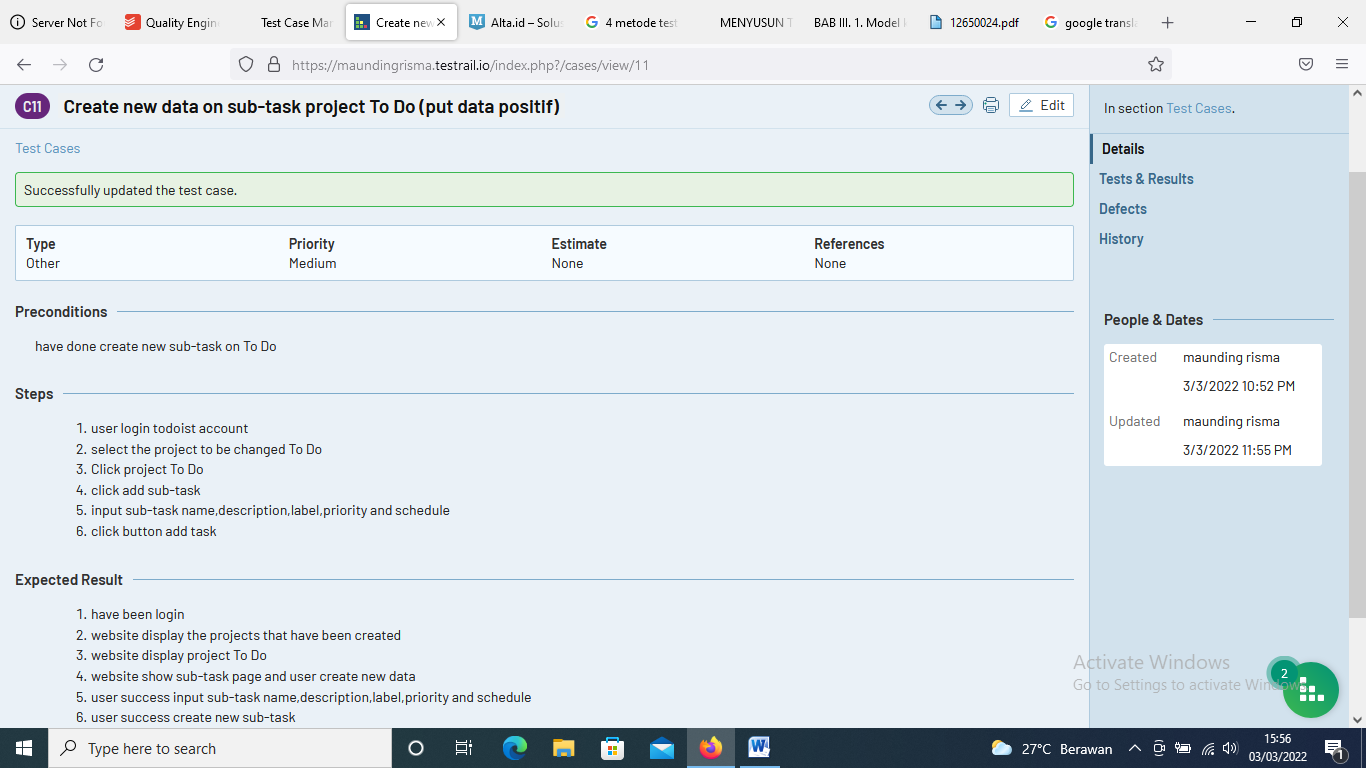 Server Not Fo
Quality Engin
Test Case Mar
Create new
Alta.id – Solus
4 metode test
MENYUSUN T
BAB III. 1. Model
12650024.pdf
google transla
https://maundingrisma.testrail.io/index.php?/cases/view/11
C11 Create new data on sub-task project To Do (put data positif)
Edit
In section Test Cases.
Test Cases
Successfully updated the test case.
Type Priority Estimate References
Other Medium None None
Preconditions
have done create new sub-task on To Do
Steps
1. user login todoist account
2. select the project to be changed To Do
3. Click project To Do
4. click add sub-task
5. input sub-task name,description,label,priority and schedule
6. click button add task
Expected Result
1. have been login
2. website display the projects that have been created
3. website display project To Do
4. website show sub-task page and user create new data
5. user success input sub-task name,description,label,priority and schedule
6. user success create new sub-task
Details
Tests & Results
Defects
History
People & Dates
Created maunding risma
3/3/2022 10:52 PM
Updated maunding risma
3/3/2022 11:55 PM
Activate Windows
Go to Settings to activate Windows.
2
Type here to search
27°C Berawan
15:56
03/03/2022
1